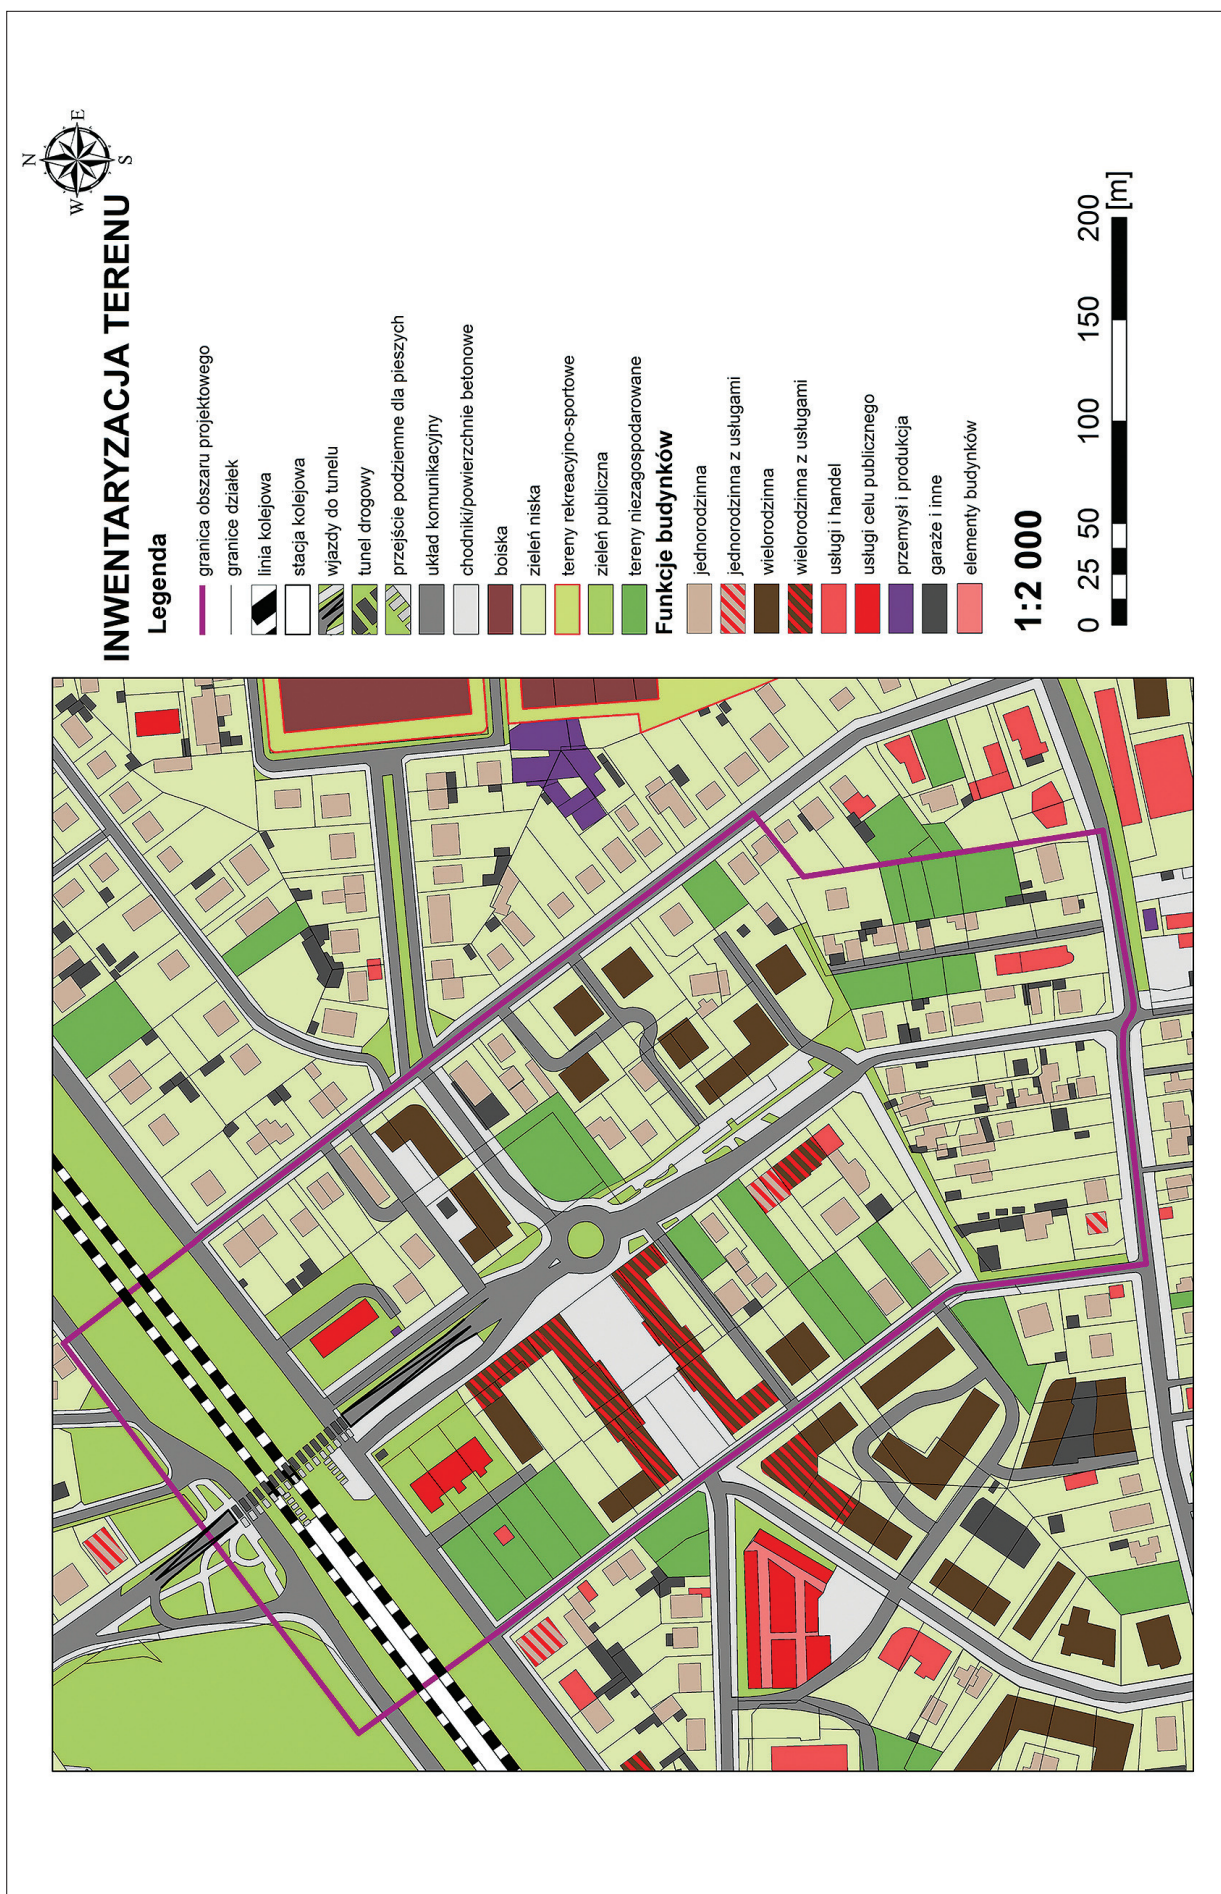 INWENTARYZACJA TERENU
N
E
S
W
Legenda
granica obszaru projektowego
granice działek
linia kolejowa
stacja kolejowa
wjazdy do tunelu
tunel drogowy
przejście podziemne dla pieszych
układ komunikacyjny
chodniki/powierzchnie betonowe
boiska
zieleń niska
tereny rekreacyjno-sportowe
zieleń publiczna
tereny niezagospodarowane
Funkcje budynków
jednorodzinna
jednorodzinna z usługami
wielorodzinna
wielorodzinna z usługami
usługi i handel
usługi celu publicznego
przemysł i produkcja
garaże i inne
elementy budynków
1:2 000
0 25 50 100 150 200
[m]